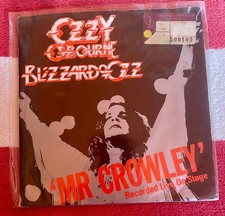 OZZY
OSBOURNE
BLIZZARD OF OZZ
'MR CROWLEY'
Recorded Live On Stage